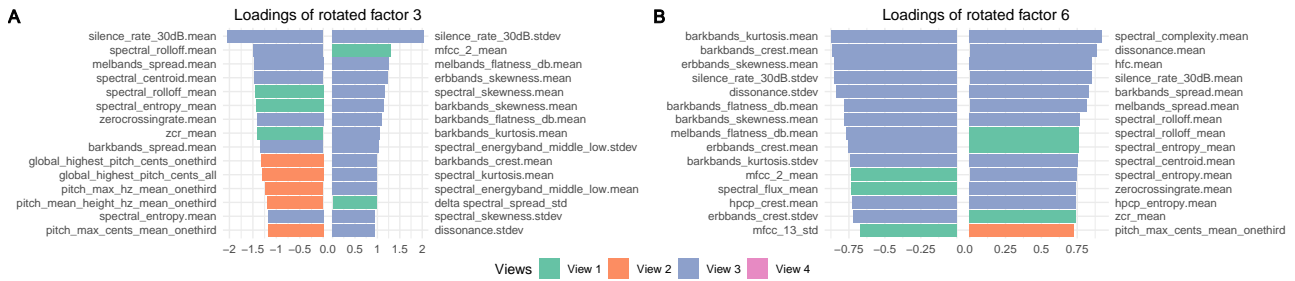 A
Loadings of rotated factor 3
silence_rate_30dB.mean
spectral_rolloff.mean
melbands_spread.mean
spectral_centroid.mean
spectral_rolloff_mean
spectral_entropy_mean
zerocrossingrate.mean
zcr_mean
barkbands_spread.mean
global_highest_pitch_cents_onethird
global_highest_pitch_cents_all
pitch_max_hz_mean_onethird
pitch_mean_height_hz_mean_onethird
spectral_entropy.mean
pitch_max_cents_mean_onethird
silence_rate_30dB.stdev
mfcc_2_mean
melbands_flatness_db.mean
erbbands_skewness.mean
spectral_skewness.mean
barkbands_skewness.mean
barkbands_flatness_db.mean
barkbands_kurtosis.mean
spectral_energyband_middle_low.stdev
barkbands_crest.mean
spectral_kurtosis.mean
spectral_energyband_middle_low.mean
delta spectral_spread_std
spectral_skewness.stdev
dissonance.stdev
-2 -1.5 -1 -0.5 0.0 0.5 1 1.5 2
B
Loadings of rotated factor 6
barkbands_kurtosis.mean
barkbands_crest.mean
erbbands_skewness.mean
silence_rate_30dB.stdev
dissonance.stdev
barkbands_flatness_db.mean
barkbands_skewness.mean
melbands_flatness_db.mean
erbbands_crest.mean
barkbands_kurtosis.stdev
mfcc_2_mean
spectral_flux_mean
hpcp_crest.mean
erbbands_crest.stdev
mfcc_13_std
spectral_complexity.mean
dissonance.mean
hfc.mean
silence_rate_30dB.mean
barkbands_spread.mean
melbands_spread.mean
spectral_rolloff.mean
spectral_rolloff_mean
spectral_entropy_mean
spectral_centroid.mean
spectral_entropy.mean
zerocrossingrate.mean
hpcp_entropy.mean
zcr_mean
pitch_max_cents_mean_onethird
-0.75 -0.5 -0.25 0.0 0.25 0.5 0.75
Views View 1 View 2 View 3 View 4